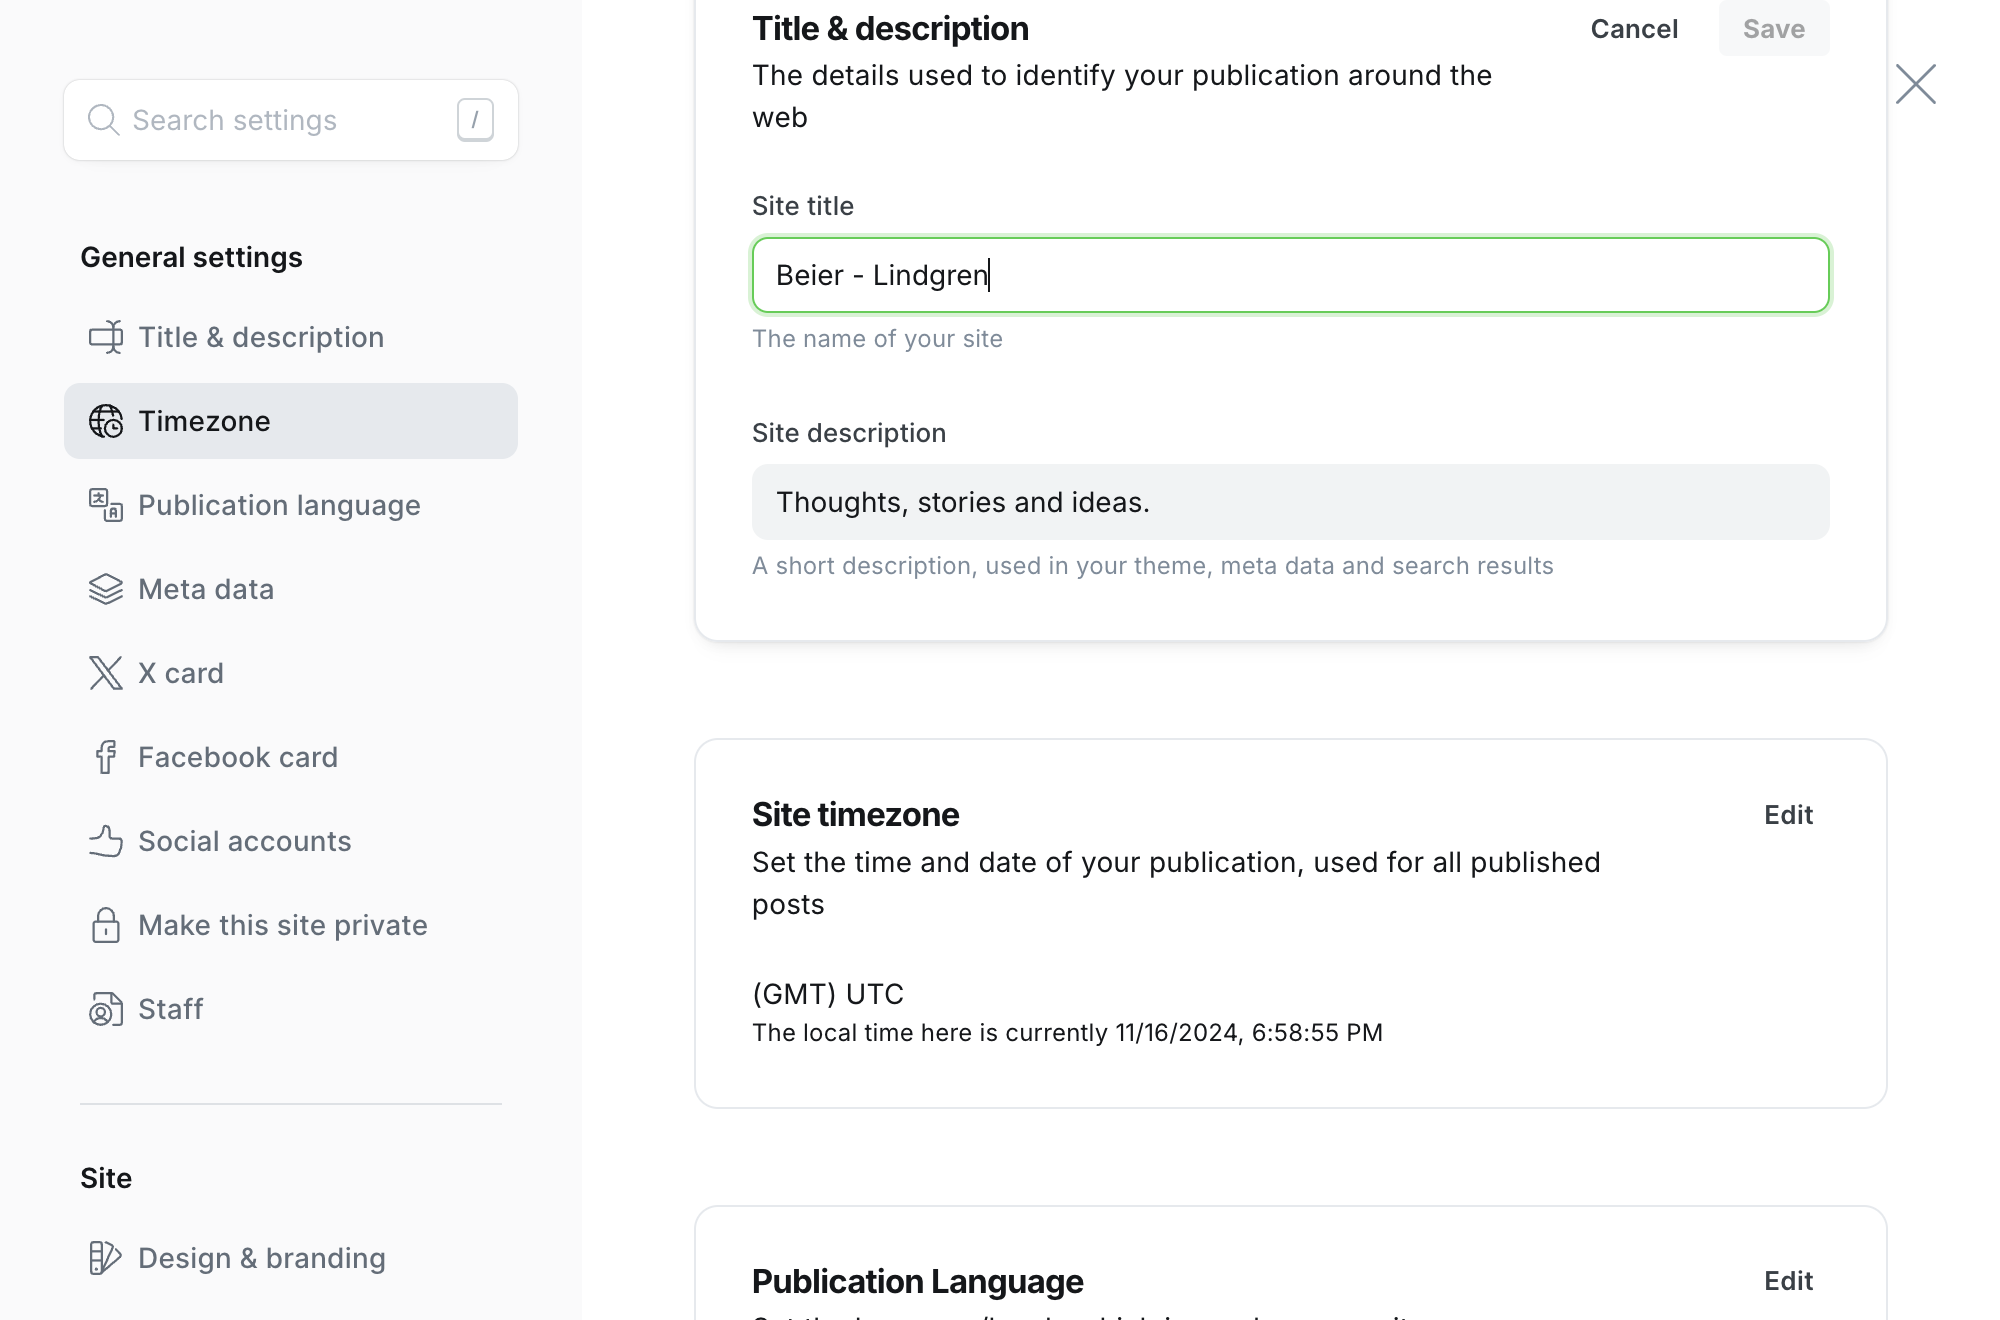 Search settings
/
General settings
Title & description
Timezone
Publication language
Meta data
X card
Facebook card
Social accounts
Make this site private
Staff
Site
Design & branding
Title & description
Cancel
Save
The details used to identify your publication around the
web
Site title
Beier - Lindgren
The name of your site
Site description
Thoughts, stories and ideas.
A short description, used in your theme, meta data and search results
Site timezone
Edit
Set the time and date of your publication, used for all published
posts
(GMT) UTC
The local time here is currently 11/16/2024, 6:58:55 PM
Publication Language
Edit